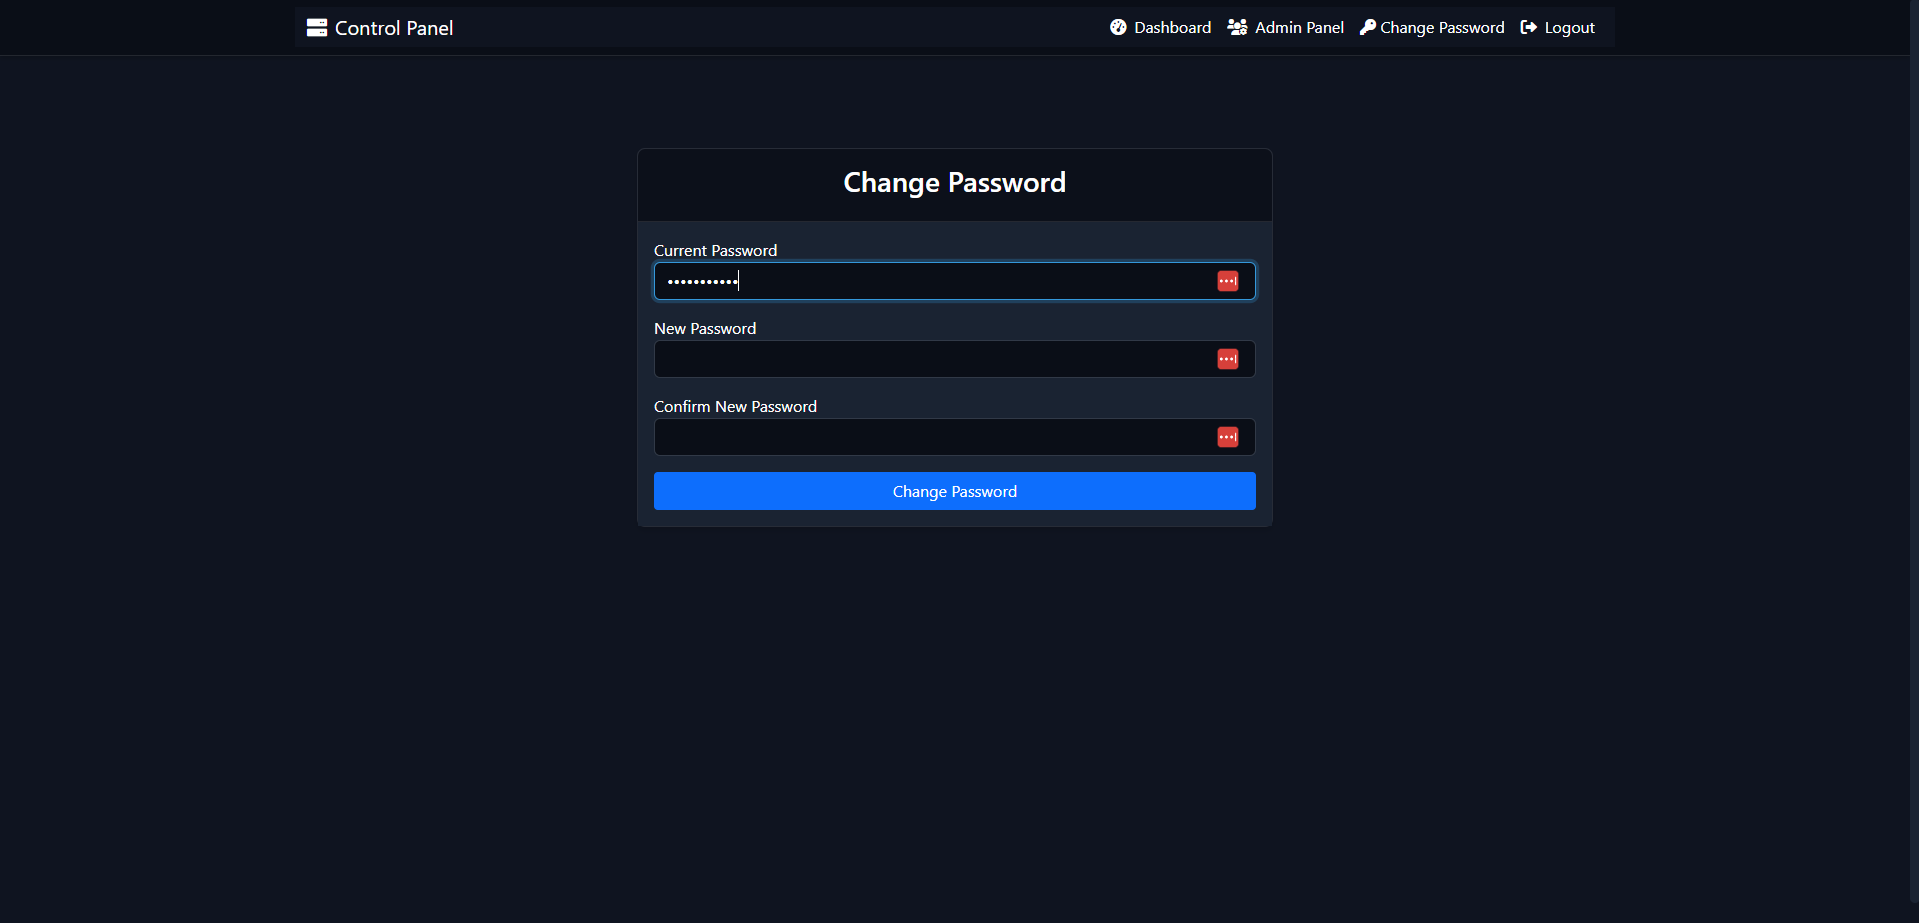 Control Panel
Dashboard Admin Panel Change Password Logout
Change Password
Current Password
•••••••••••
New Password
Confirm New Password
Change Password